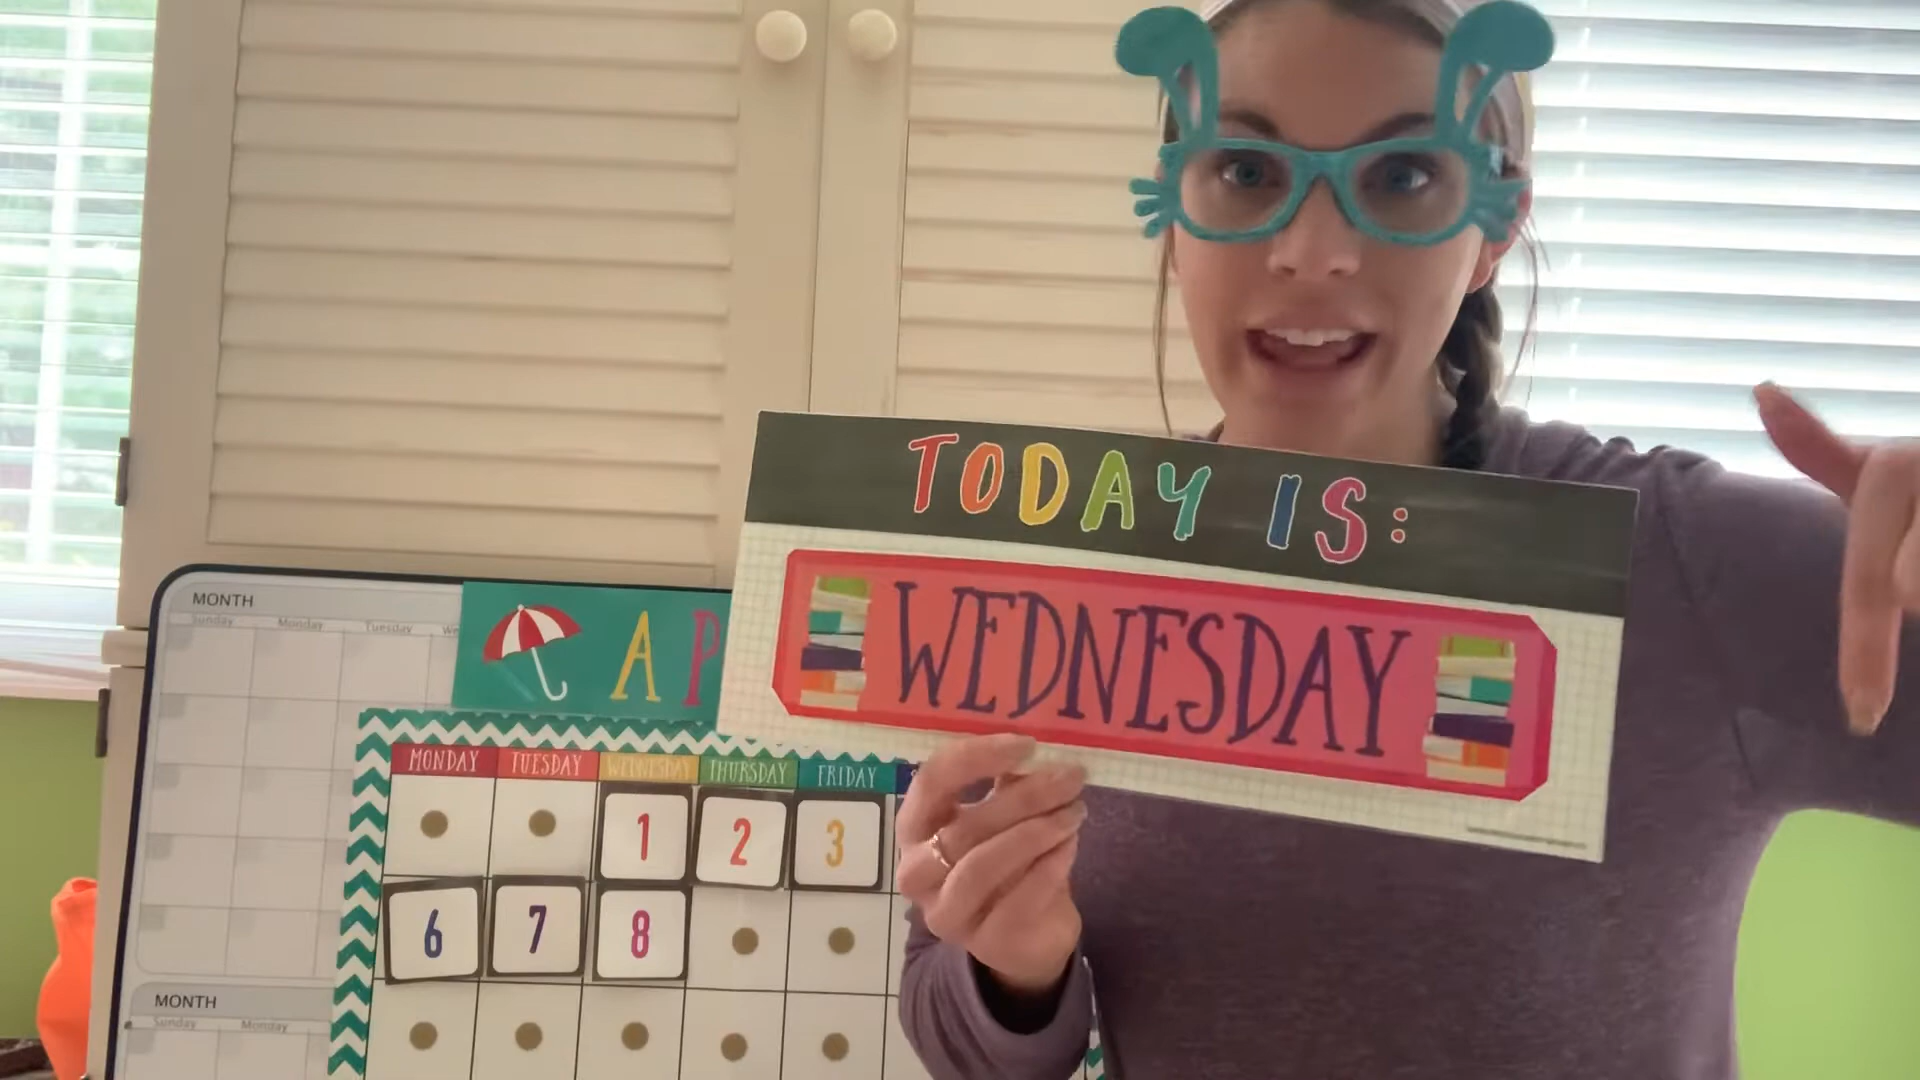 TODAY IS:
WEDNESDAY
MONTH
Sunday Monday Tuesday
A P
MONDAY TUESDAY WEDNESDAY THURSDAY FRIDAY
1 2 3
6 7 8
MONTH
Sunday Monday